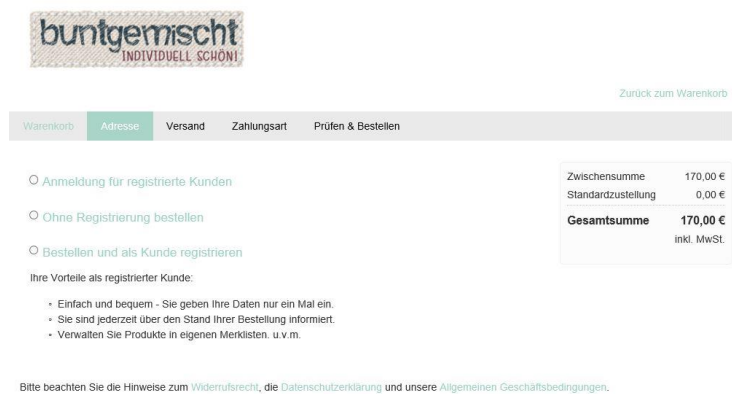 buntgemischt
INDIVIDUELL SCHÖN!
Zurück zum Warenkorb
Warenkorb Adresse Versand Zahlungsart Prüfen & Bestellen
Anmeldung für registrierte Kunden
Ohne Registrierung bestellen
Bestellen und als Kunde registrieren
Ihre Vorteile als registrierter Kunde:
Einfach und bequem - Sie geben Ihre Daten nur ein Mal ein.
Sie sind jederzeit über den Stand Ihrer Bestellung informiert.
Verwalten Sie Produkte in eigenen Merklisten. u.v.m.
Zwischensumme 170,00 €
Standardzustellung 0,00 €
Gesamtsumme 170,00 €
inkl. MwSt.
Bitte beachten Sie die Hinweise zum Widerrufsrecht, die Datenschutzerklärung und unsere Allgemeinen Geschäftsbedingungen.